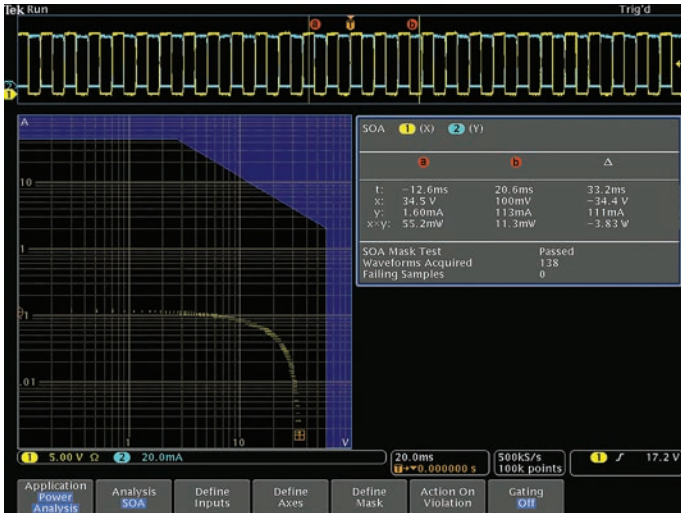 Tek Run Trig'd
a T b
2
1
A
10
1
.1
.01
1 10 V
SOA 1 (X) 2 (Y)
a b Δ
t: −12.6ms 20.6ms 33.2ms
x: 34.5 V 100mV −34.4 V
y: 1.60mA 113mA 111mA
x×y: 55.2mW 11.3mW −3.83 W
SOA Mask Test Passed
Waveforms Acquired 138
Failing Samples 0
1 5.00 V Ω 2 20.0mA 20.0ms 500kS/s 1 ∫ 17.2 V
T→▼0.000000 s 100k points
Application
Power
Analysis
Analysis
SOA
Define
Inputs
Define
Axes
Define
Mask
Action On
Violation
Gating
Off